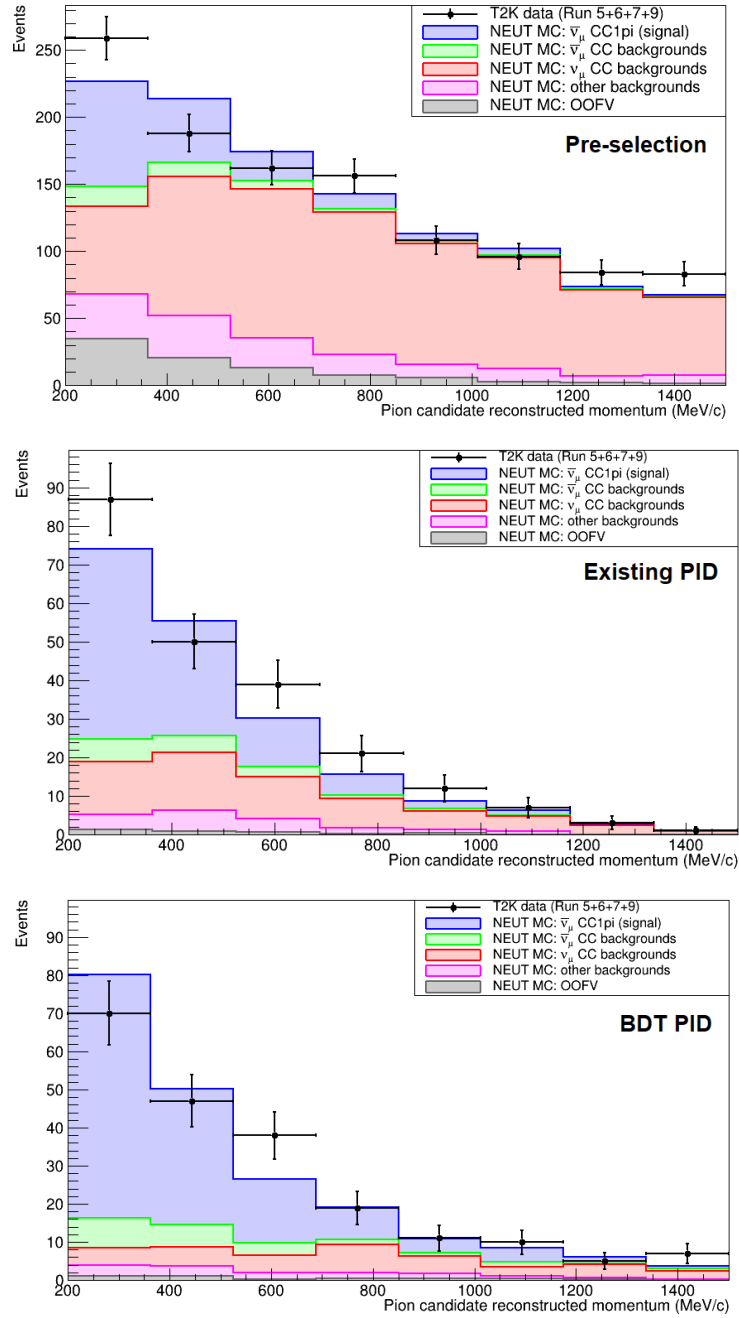 Events
T2K data (Run 5+6+7+9)
NEUT MC: ν̅μ CC1pi (signal)
NEUT MC: ν̅μ CC backgrounds
NEUT MC: νμ CC backgrounds
NEUT MC: other backgrounds
NEUT MC: OOFV
Pre-selection
250
200
150
100
50
0
200 400 600 800 1000 1200 1400
Pion candidate reconstructed momentum (MeV/c)
Events
T2K data (Run 5+6+7+9)
NEUT MC: ν̅μ CC1pi (signal)
NEUT MC: ν̅μ CC backgrounds
NEUT MC: νμ CC backgrounds
NEUT MC: other backgrounds
NEUT MC: OOFV
Existing PID
90
80
70
60
50
40
30
20
10
0
200 400 600 800 1000 1200 1400
Pion candidate reconstructed momentum (MeV/c)
Events
T2K data (Run 5+6+7+9)
NEUT MC: ν̅μ CC1pi (signal)
NEUT MC: ν̅μ CC backgrounds
NEUT MC: νμ CC backgrounds
NEUT MC: other backgrounds
NEUT MC: OOFV
BDT PID
90
80
70
60
50
40
30
20
10
0
200 400 600 800 1000 1200 1400
Pion candidate reconstructed momentum (MeV/c)